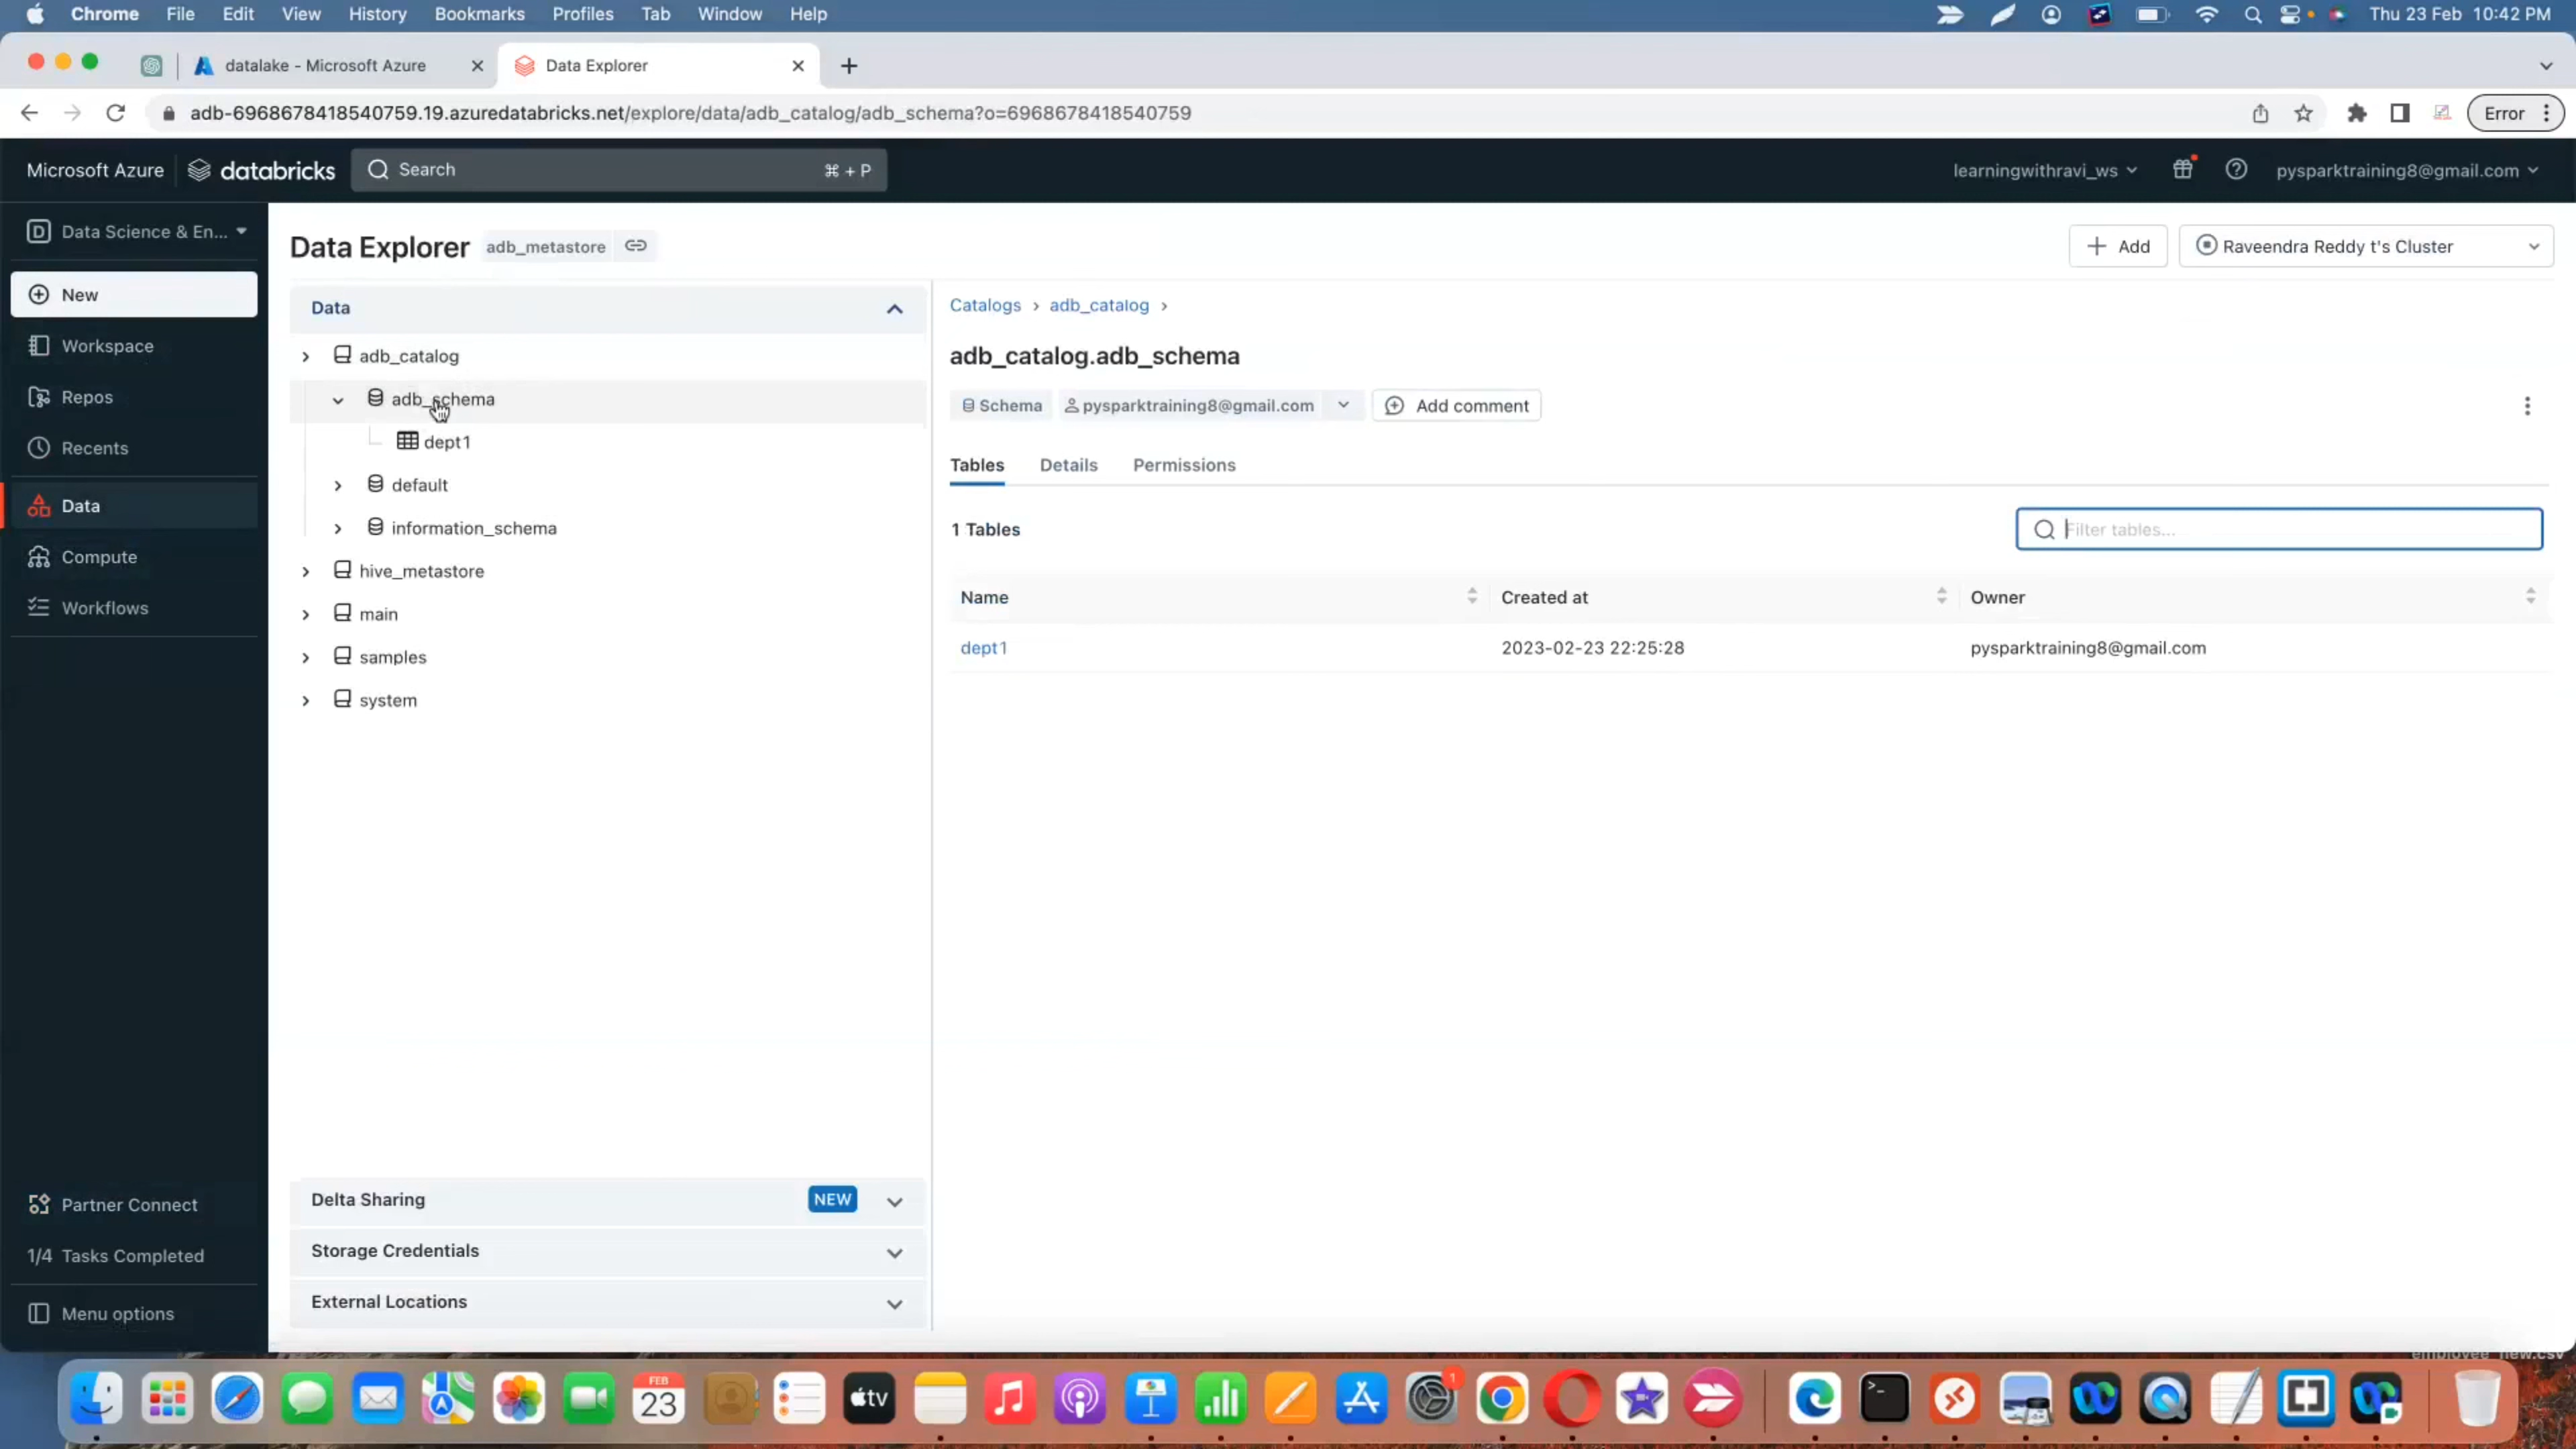 Chrome File Edit View History Bookmarks Profiles Tab Window Help Thu 23 Feb 10:42 PM
datalake - Microsoft Azure Data Explorer
adb-6968678418540759.19.azuredatabricks.net/explore/data/adb_catalog/adb_schema?o=6968678418540759 Error
Microsoft Azure databricks Search ⌘ + P learningwithravi_ws pysparktraining8@gmail.com
Data Science & En...
New
Workspace
Repos
Recents
Data
Compute
Workflows
Partner Connect
1/4 Tasks Completed
Menu options
Data Explorer adb_metastore
Add Raveendra Reddy t's Cluster
Data
adb_catalog
adb_schema
dept1
default
information_schema
hive_metastore
main
samples
system
Delta Sharing NEW
Storage Credentials
External Locations
Catalogs > adb_catalog >
adb_catalog.adb_schema
Schema pysparktraining8@gmail.com Add comment
Tables Details Permissions
1 Tables Filter tables...
Name Created at Owner
dept1 2023-02-23 22:25:28 pysparktraining8@gmail.com
employee_new.csv
FEB
23
tv
1